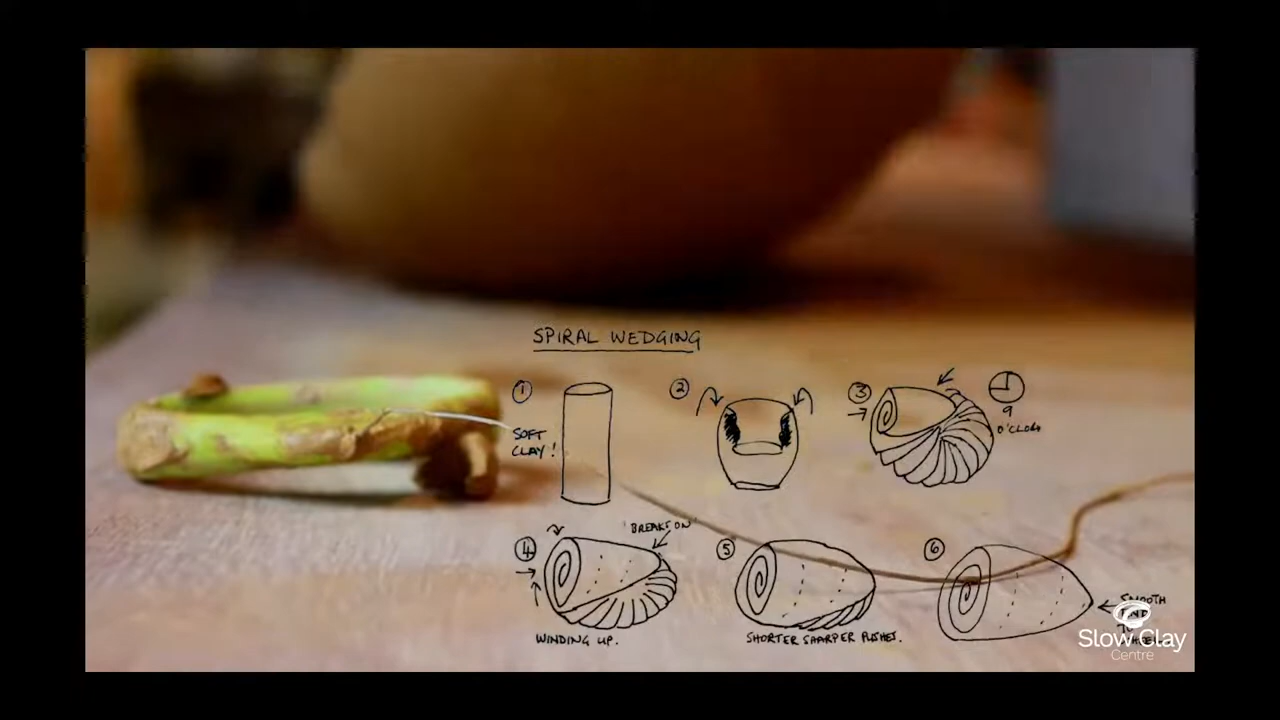 SPIRAL WEDGING
1
SOFT
CLAY!
2
3
9
O'CLOCK
4
'BREAKS ON'
WINDING UP.
5
SHORTER SHARPER PUSHES.
6
SMOOTH
END
Slow Clay
Centre